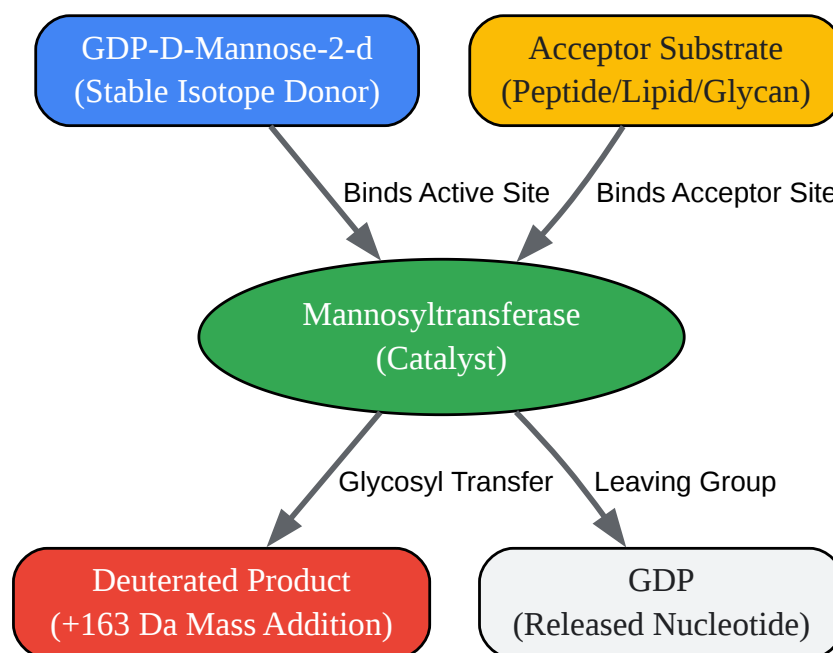 GDP-D-Mannose-2-d
(Stable Isotope Donor)
Acceptor Substrate
(Peptide/Lipid/Glycan)
Binds Active Site
Binds Acceptor Site
Mannosyltransferase
(Catalyst)
Glycosyl Transfer
Leaving Group
Deuterated Product
(+163 Da Mass Addition)
GDP
(Released Nucleotide)